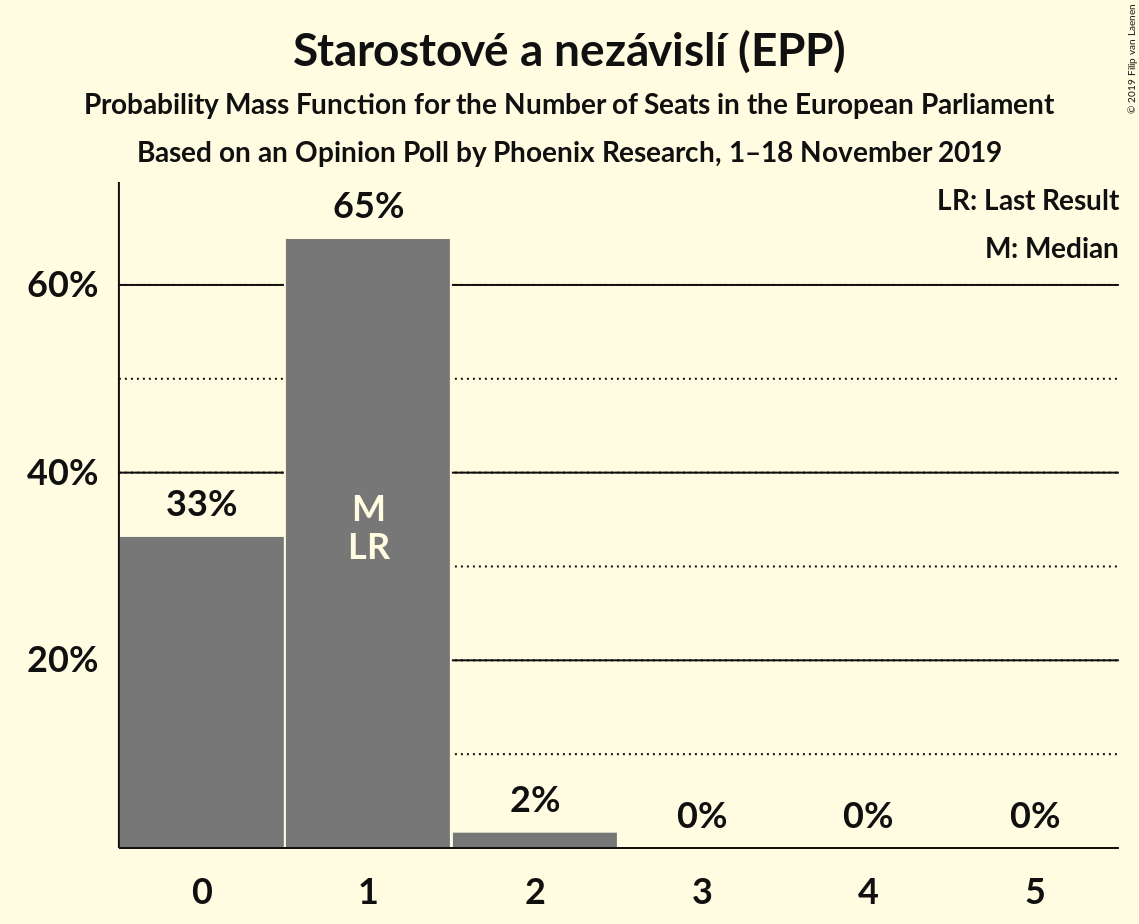 Starostové a nezávislí (EPP)
Probability Mass Function for the Number of Seats in the European Parliament
Based on an Opinion Poll by Phoenix Research, 1–18 November 2019
© 2019 Filip van Laenen
LR: Last Result
M: Median
65%
60%
40%
33%
M
LR
20%
2%
0%
0%
0%
0
1
2
3
4
5